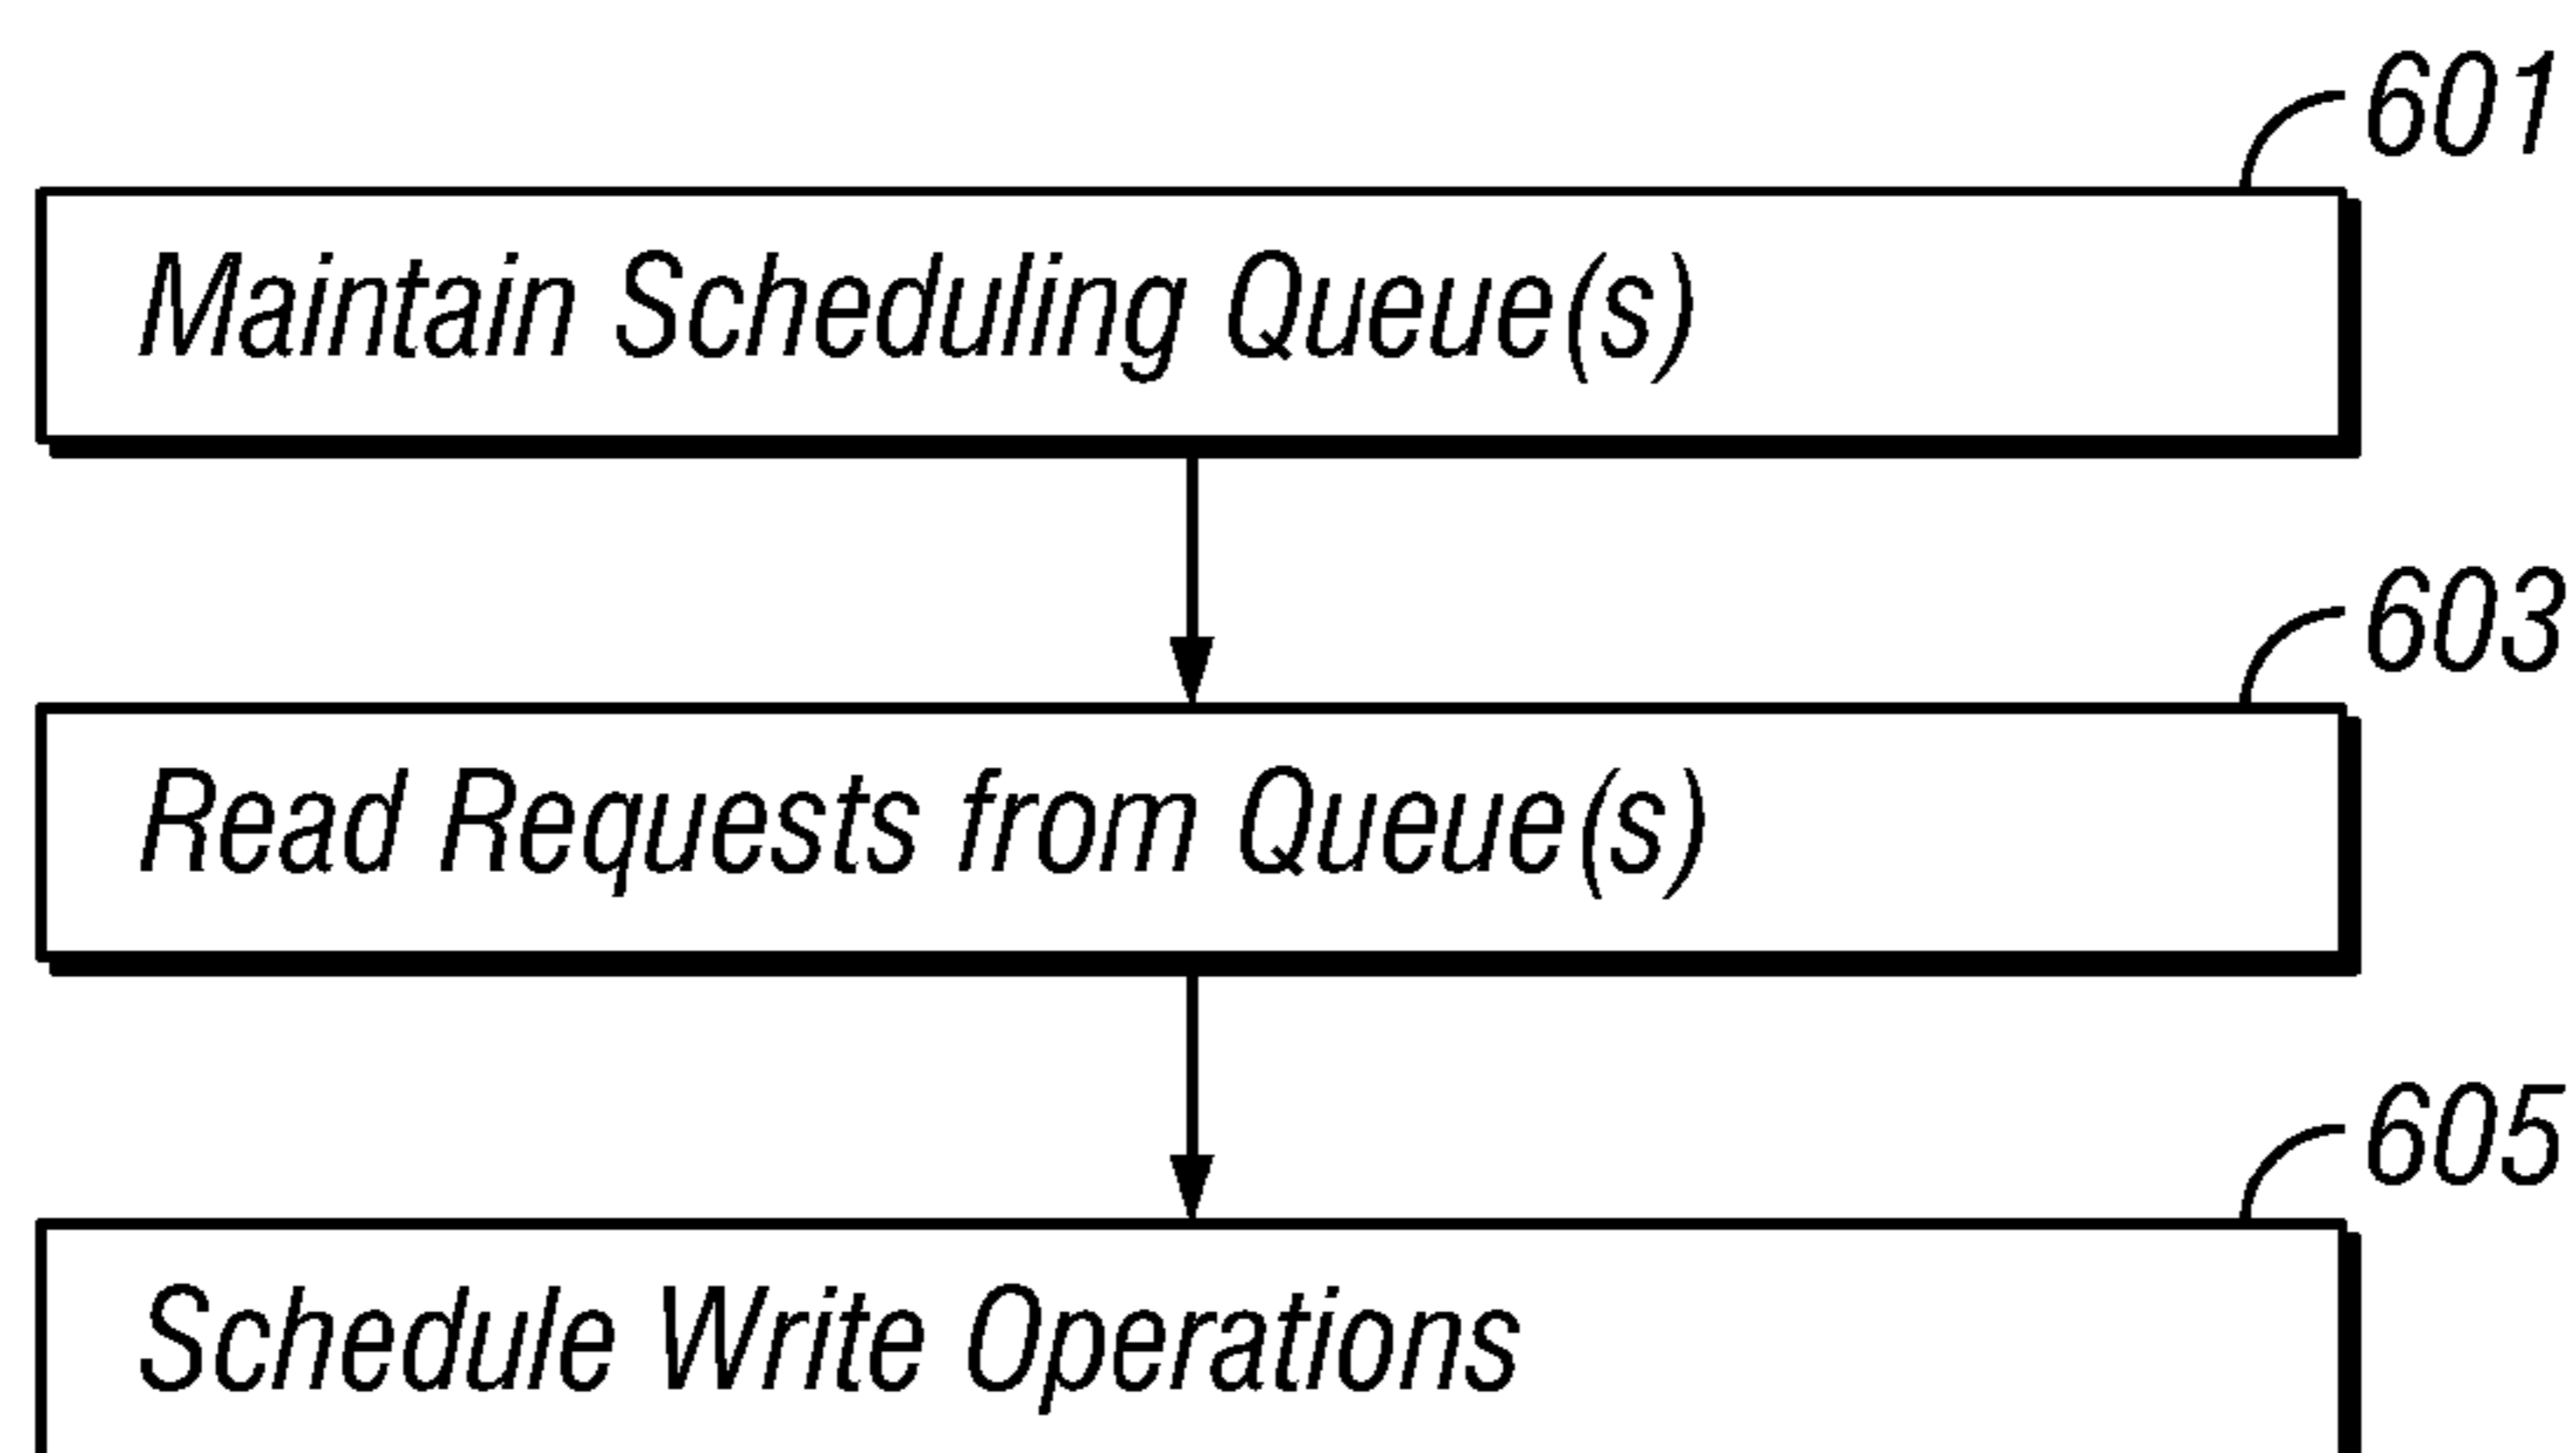 601
Maintain Scheduling Queue(s)
603
Read Requests from Queue(s)
605
Schedule Write Operations